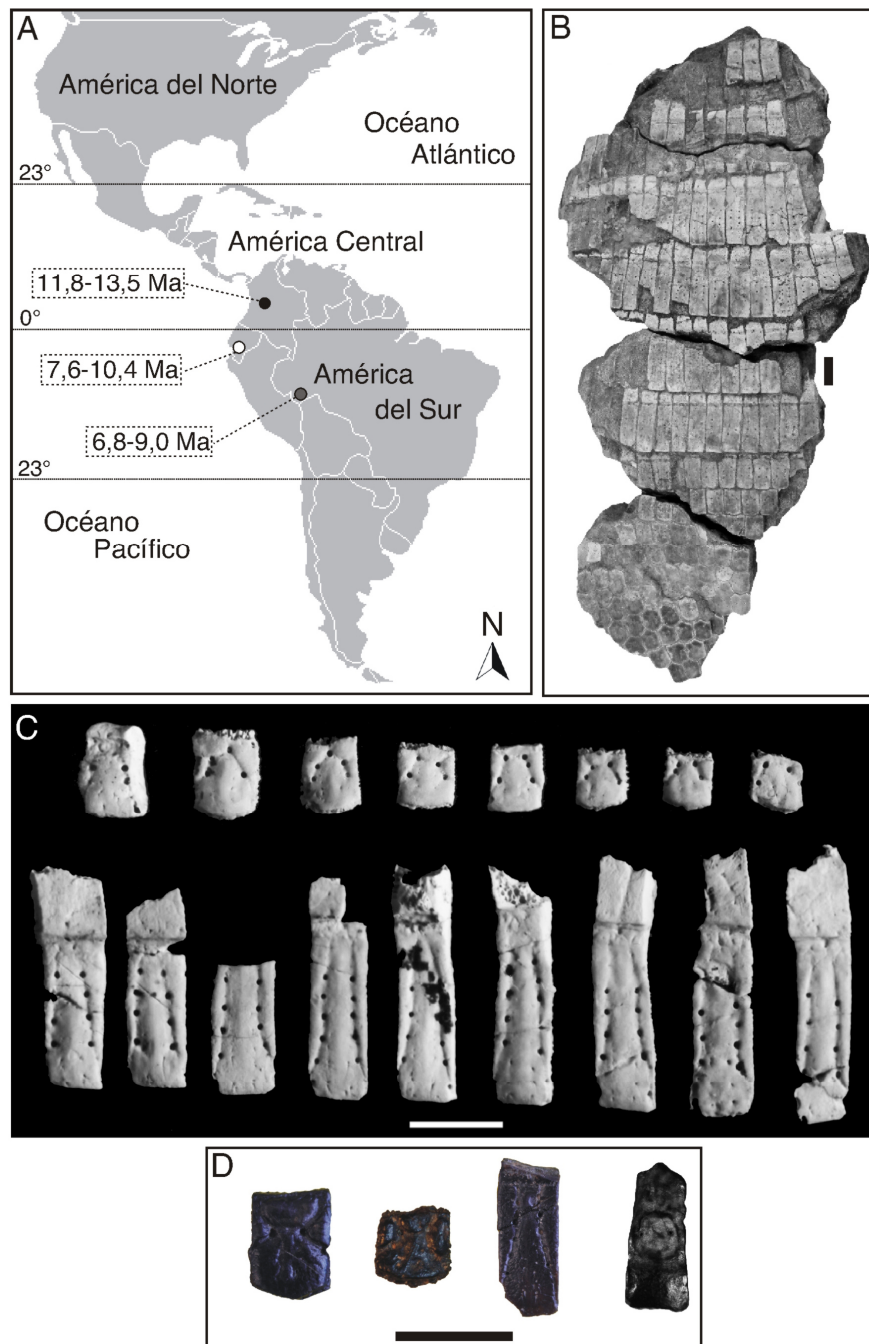 A
América del Norte
Océano
Atlántico
23°
América Central
11,8-13,5 Ma
0°
7,6-10,4 Ma
América
del Sur
6,8-9,0 Ma
23°
Océano
Pacífico
N
B
C
D